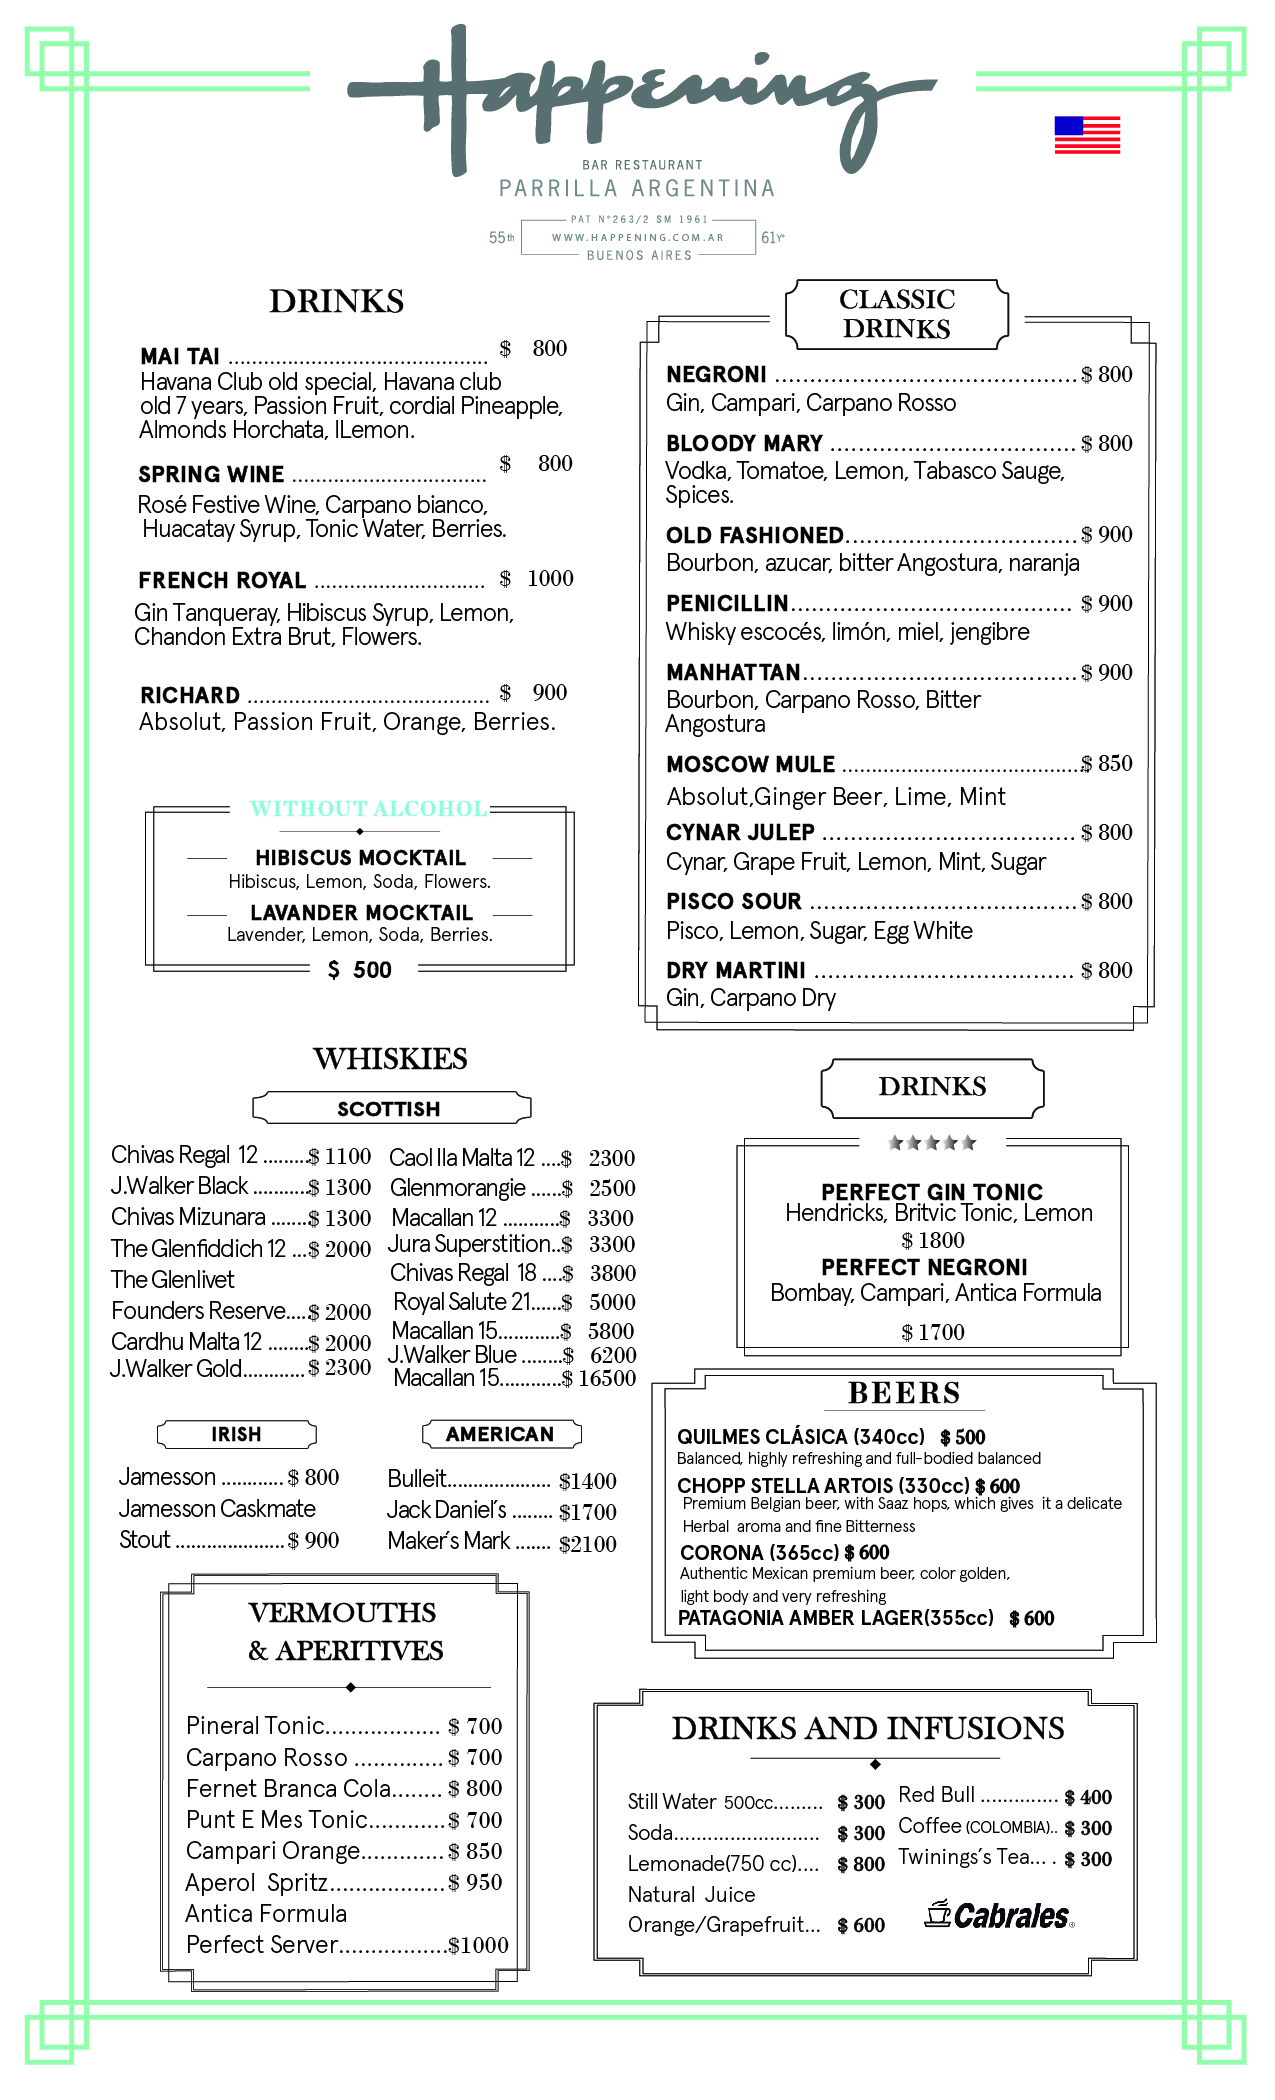 Happening
BAR RESTAURANT
PARRILLA ARGENTINA
PAT N°263/2 SM 1961
55th WWW.HAPPENING.COM.AR 61Yº
BUENOS AIRES
DRINKS
MAI TAI ............................................ $ 800
Havana Club old special, Havana club
old 7 years, Passion Fruit, cordial Pineapple,
Almonds Horchata, lLemon.
SPRING WINE ................................. $ 800
Rosé Festive Wine, Carpano bianco,
Huacatay Syrup, Tonic Water, Berries.
FRENCH ROYAL ............................. $ 1000
Gin Tanqueray, Hibiscus Syrup, Lemon,
Chandon Extra Brut, Flowers.
RICHARD ......................................... $ 900
Absolut, Passion Fruit, Orange, Berries.
WITHOUT ALCOHOL
HIBISCUS MOCKTAIL
Hibiscus, Lemon, Soda, Flowers.
LAVANDER MOCKTAIL
Lavender, Lemon, Soda, Berries.
$ 500
CLASSIC
DRINKS
NEGRONI ........................................ $ 800
Gin, Campari, Carpano Rosso
BLOODY MARY ................................. $ 800
Vodka, Tomatoe, Lemon, Tabasco Sauge,
Spices.
OLD FASHIONED............................... $ 900
Bourbon, azucar, bitter Angostura, naranja
PENICILLIN..................................... $ 900
Whisky escocés, limón, miel, jengibre
MANHATTAN..................................... $ 900
Bourbon, Carpano Rosso, Bitter
Angostura
MOSCOW MULE .........................................$ 850
Absolut,Ginger Beer, Lime, Mint
CYNAR JULEP .................................. $ 800
Cynar, Grape Fruit, Lemon, Mint, Sugar
PISCO SOUR .................................... $ 800
Pisco, Lemon, Sugar, Egg White
DRY MARTINI ................................... $ 800
Gin, Carpano Dry
WHISKIES
SCOTTISH
Chivas Regal 12 ........$ 1100
J.Walker Black ..........$ 1300
Chivas Mizunara .......$ 1300
The Glenfiddich 12 ...$ 2000
The Glenlivet
Founders Reserve....$ 2000
Cardhu Malta 12 .......$ 2000
J.Walker Gold............$ 2300
Caol lla Malta 12 ....$ 2300
Glenmorangie ......$ 2500
Macallan 12 ...........$ 3300
Jura Superstition..$ 3300
Chivas Regal 18 ....$ 3800
Royal Salute 21......$ 5000
Macallan 15............$ 5800
J.Walker Blue ........$ 6200
Macallan 15............$ 16500
IRISH
Jamesson ............ $ 800
Jamesson Caskmate
Stout ..................... $ 900
AMERICAN
Bulleit.................... $1400
Jack Daniel´s ........ $1700
Maker´s Mark ....... $2100
DRINKS
PERFECT GIN TONIC
Hendricks, Britvic Tonic, Lemon
$ 1800
PERFECT NEGRONI
Bombay, Campari, Antica Formula
$ 1700
BEERS
QUILMES CLÁSICA (340cc) $ 500
Balanced, highly refreshing and full-bodied balanced
CHOPP STELLA ARTOIS (330cc) $ 600
Premium Belgian beer, with Saaz hops, which gives it a delicate
Herbal aroma and fine Bitterness
CORONA (365cc) $ 600
Authentic Mexican premium beer, color golden,
light body and very refreshing
PATAGONIA AMBER LAGER(355cc) $ 600
VERMOUTHS
& APERITIVES
Pineral Tonic.................. $ 700
Carpano Rosso .............. $ 700
Fernet Branca Cola........ $ 800
Punt E Mes Tonic............ $ 700
Campari Orange............. $ 850
Aperol Spritz.................. $ 950
Antica Formula
Perfect Server.................$1000
DRINKS AND INFUSIONS
Still Water 500cc......... $ 300
Soda.......................... $ 300
Lemonade(750 cc).... $ 800
Natural Juice
Orange/Grapefruit... $ 600
Red Bull .............. $ 400
Coffee (COLOMBIA).. $ 300
Twinings´s Tea... . $ 300
Cabrales®